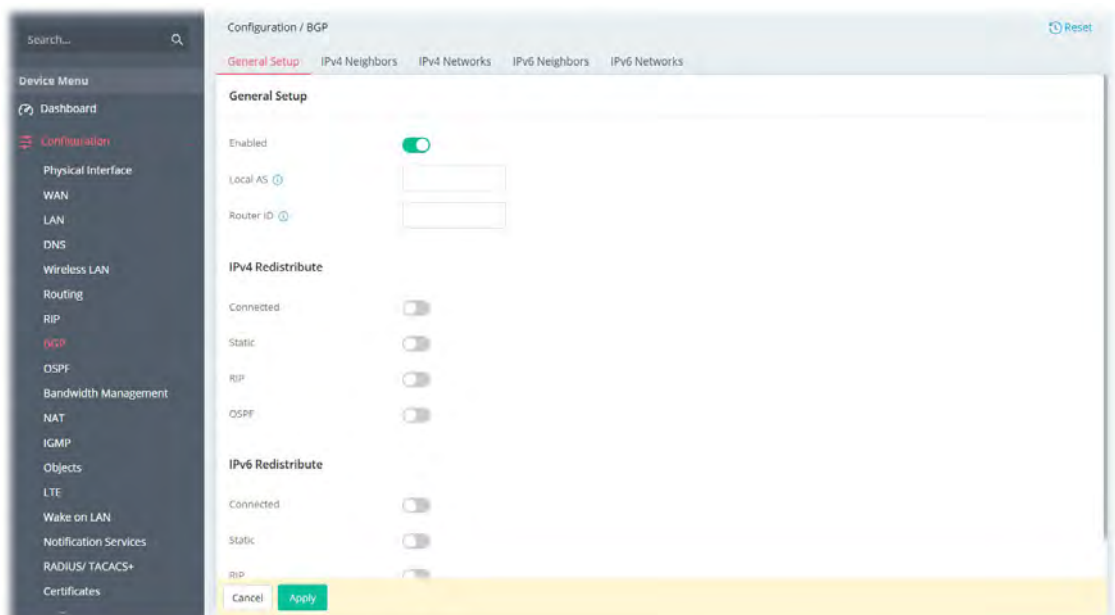 Search...
Device Menu
Dashboard
Configuration
Physical Interface
WAN
LAN
DNS
Wireless LAN
Routing
RIP
BGP
OSPF
Bandwidth Management
NAT
IGMP
Objects
LTE
Wake on LAN
Notification Services
RADIUS/ TACACS+
Certificates
Configuration / BGP
Reset
General Setup IPv4 Neighbors IPv4 Networks IPv6 Neighbors IPv6 Networks
General Setup
Enabled
Local AS
Router ID
IPv4 Redistribute
Connected
Static
RIP
OSPF
IPv6 Redistribute
Connected
Static
RIP
Cancel Apply